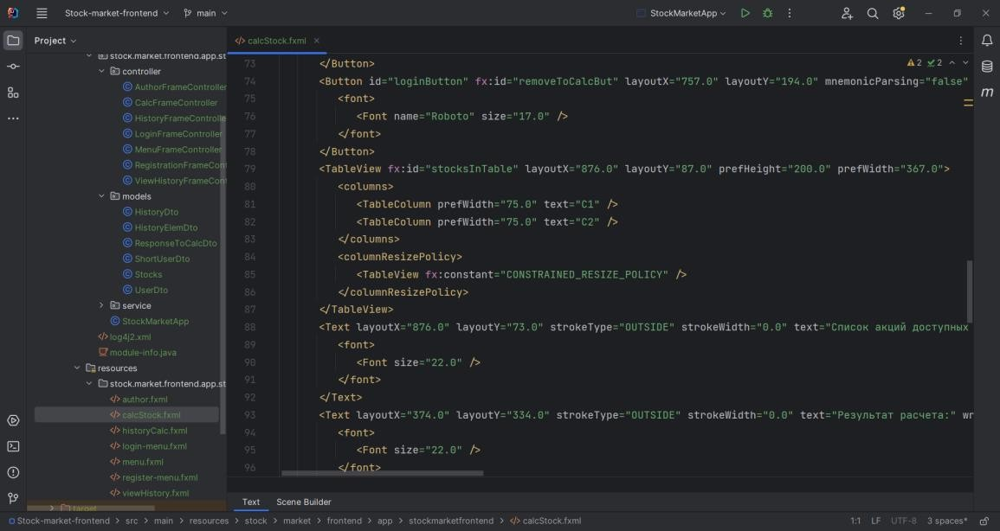 Stock-market-frontend
main
StockMarketApp
Project
calcStock.fxml
stock.market.frontend.app.st
controller
AuthorFrameController
CalcFrameController
HistoryFrameControlle
LoginFrameController
MenuFrameController
RegistrationFrameCont
ViewHistoryFrameCont
models
HistoryDto
HistoryElemDto
ResponseToCalcDto
ShortUserDto
Stocks
UserDto
service
StockMarketApp
log4j2.xml
module-info.java
resources
stock.market.frontend.app.st
author.fxml
calcStock.fxml
historyCalc.fxml
login-menu.fxml
menu.fxml
register-menu.fxml
viewHistory.fxml
target
2 2
73 </Button>
74 <Button id="loginButton" fx:id="removeToCalcBut" layoutX="757.0" layoutY="194.0" mnemonicParsing="false"
75 <font>
76 <Font name="Roboto" size="17.0" />
77 </font>
78 </Button>
79 <TableView fx:id="stocksInTable" layoutX="876.0" layoutY="87.0" prefHeight="200.0" prefWidth="367.0">
80 <columns>
81 <TableColumn prefWidth="75.0" text="C1" />
82 <TableColumn prefWidth="75.0" text="C2" />
83 </columns>
84 <columnResizePolicy>
85 <TableView fx:constant="CONSTRAINED_RESIZE_POLICY" />
86 </columnResizePolicy>
87 </TableView>
88 <Text layoutX="876.0" layoutY="73.0" strokeType="OUTSIDE" strokeWidth="0.0" text="Список акций доступных
89 <font>
90 <Font size="22.0" />
91 </font>
92 </Text>
93 <Text layoutX="374.0" layoutY="334.0" strokeType="OUTSIDE" strokeWidth="0.0" text="Результат расчета:" wr
94 <font>
95 <Font size="22.0" />
96 </font>
Text Scene Builder
Stock-market-frontend > src > main > resources > stock > market > frontend > app > stockmarketfrontend > calcStock.fxml
1:1 LF UTF-8 3 spaces*